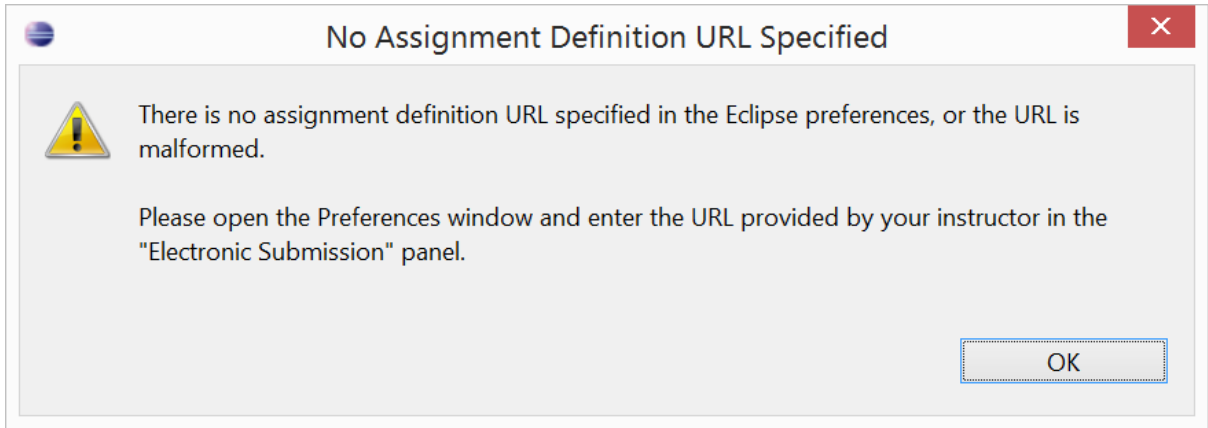 No Assignment Definition URL Specified
There is no assignment definition URL specified in the Eclipse preferences, or the URL is
malformed.
Please open the Preferences window and enter the URL provided by your instructor in the
"Electronic Submission" panel.
OK